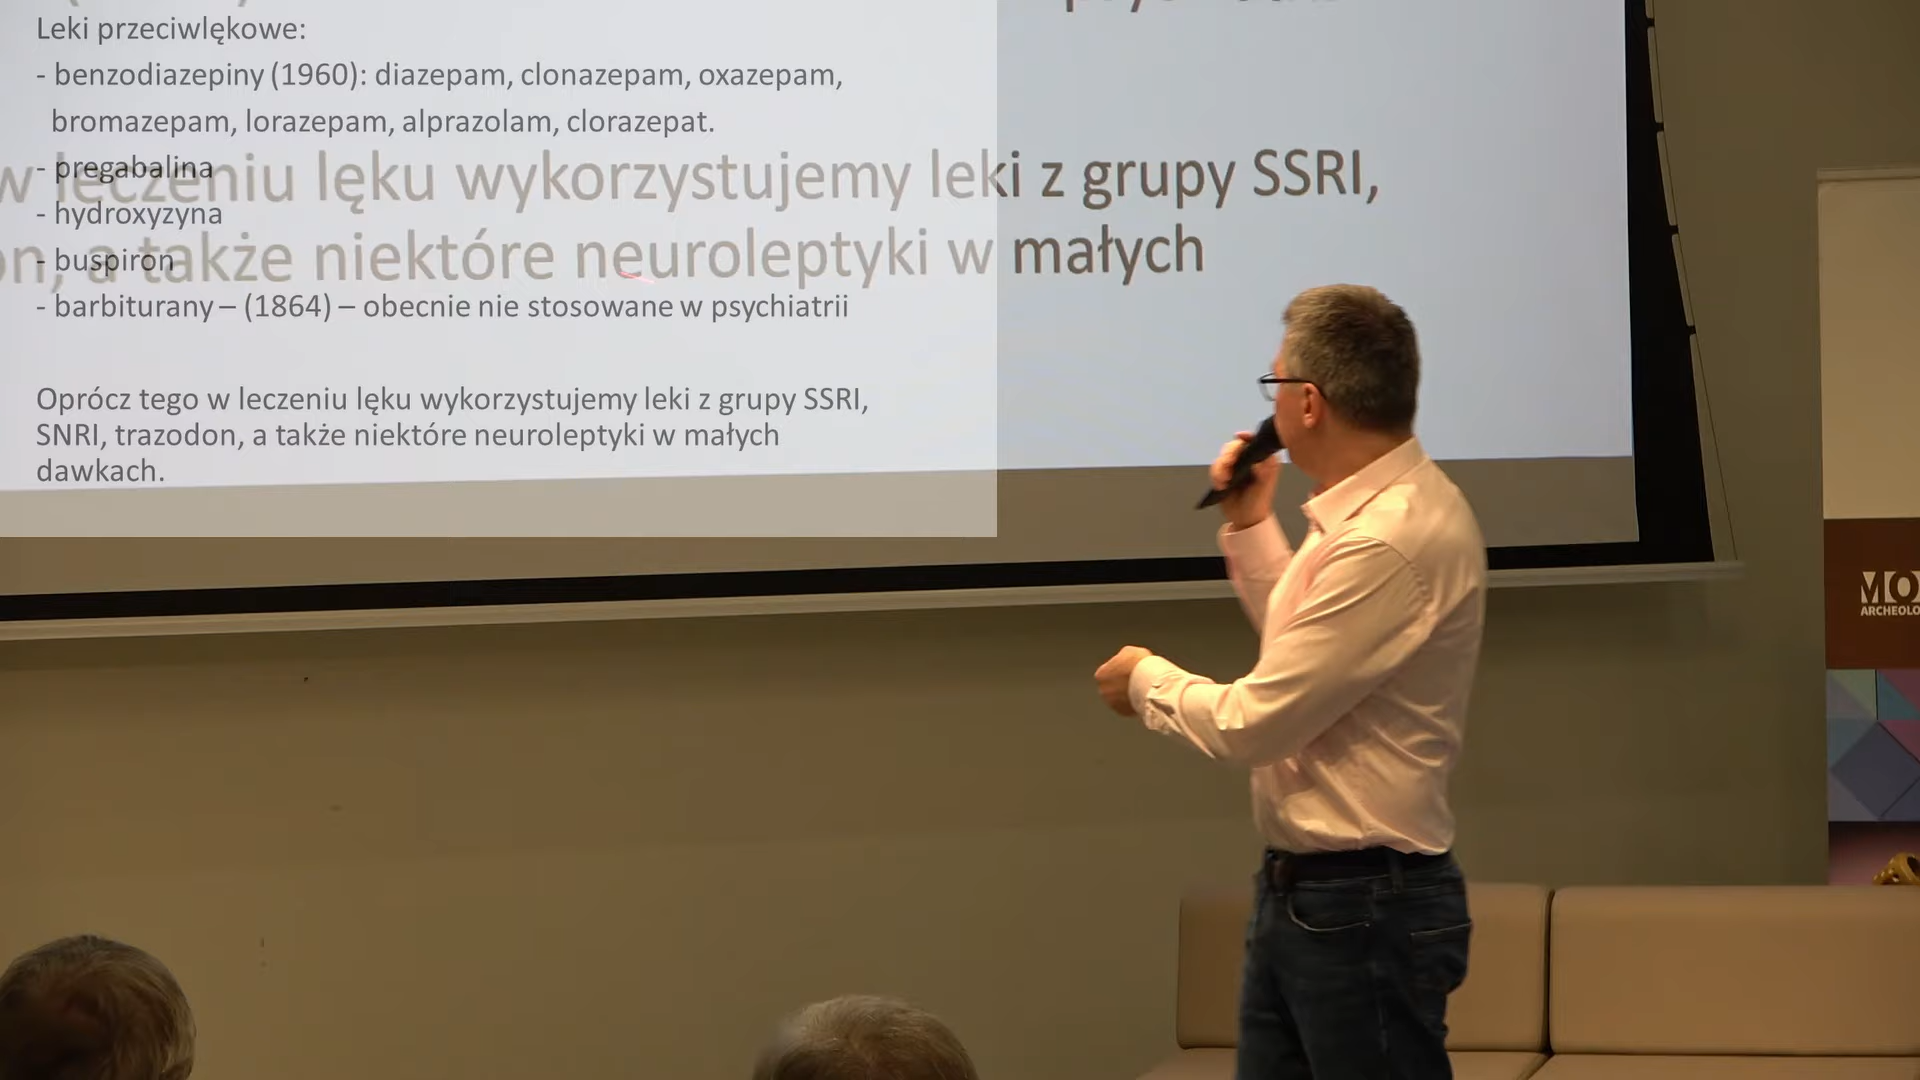 Leki przeciwlękowe:
- benzodiazepiny (1960): diazepam, clonazepam, oxazepam,
bromazepam, lorazepam, alprazolam, clorazepat.
- pregabalina
- hydroxyzyna
- buspiron
- barbiturany – (1864) – obecnie nie stosowane w psychiatrii
Oprócz tego w leczeniu lęku wykorzystujemy leki z grupy SSRI,
SNRI, trazodon, a także niektóre neuroleptyki w małych
dawkach.
w leczeniu lęku wykorzystujemy leki z grupy SSRI,
a także niektóre neuroleptyki w małych